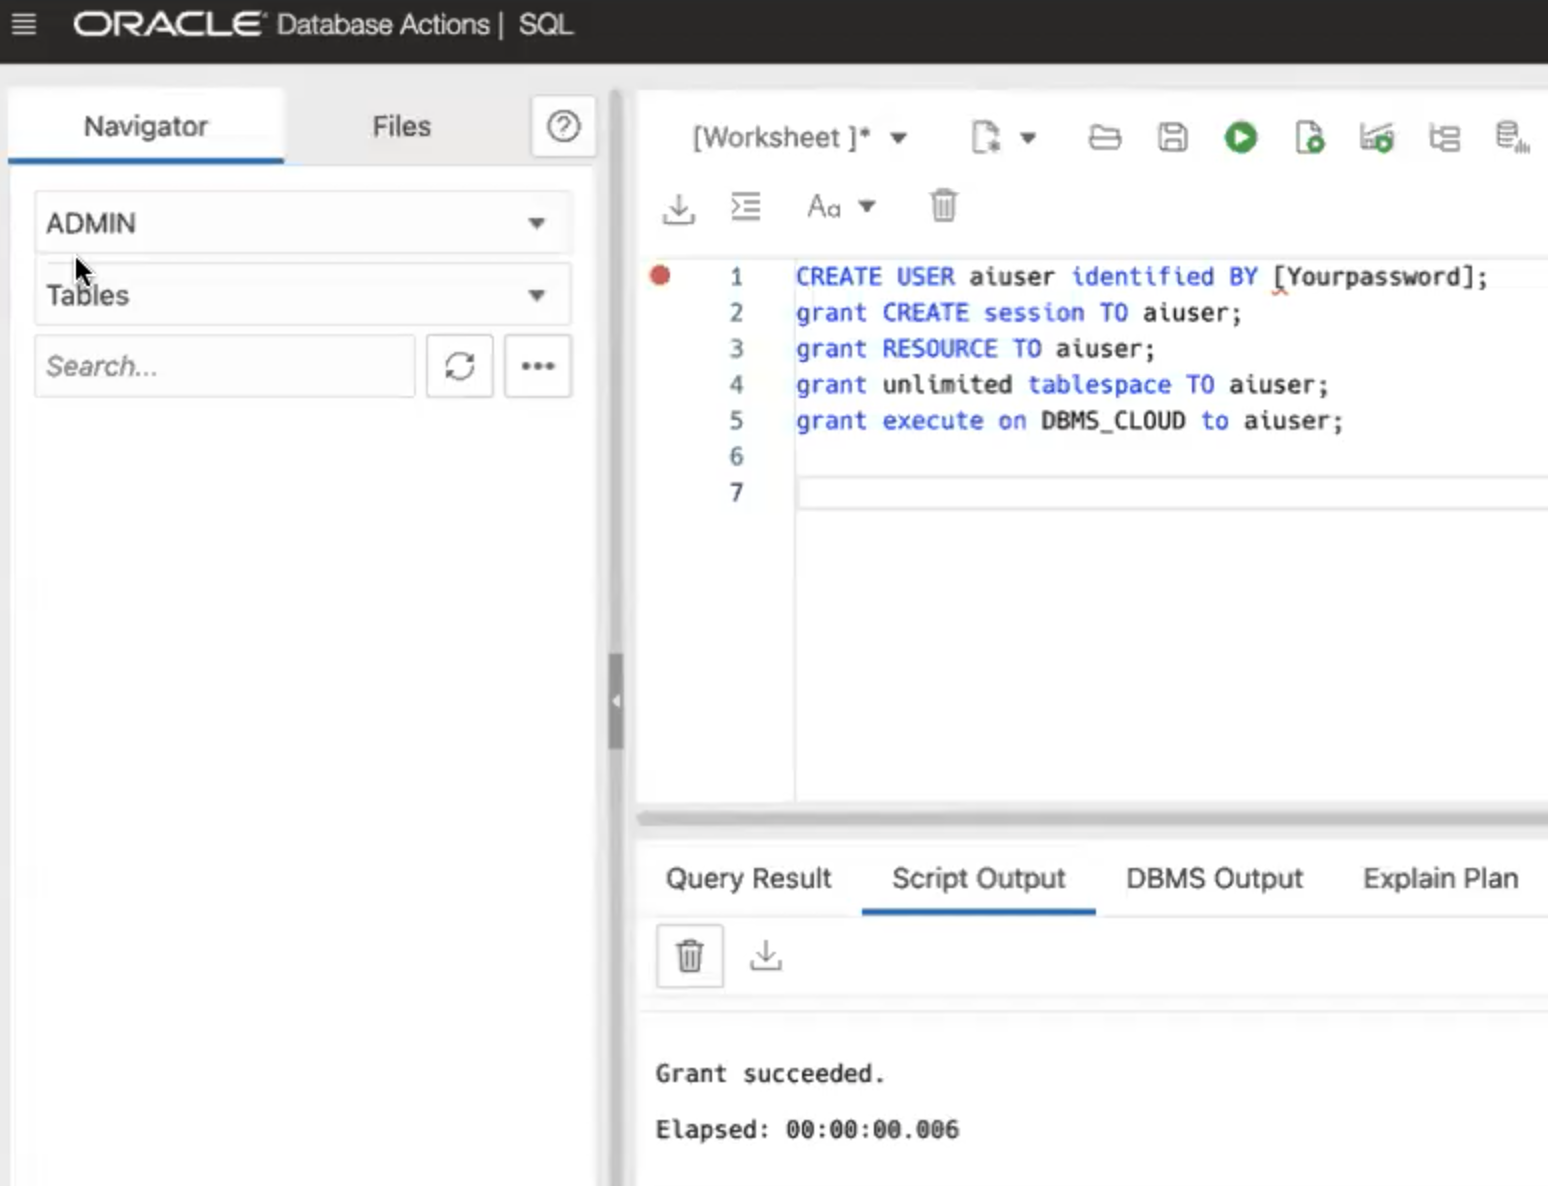 ORACLE Database Actions | SQL
Navigator
Files
[Worksheet ]*
Aa
ADMIN
Tables
Search...
1 CREATE USER aiuser identified BY [Yourpassword];
2 grant CREATE session TO aiuser;
3 grant RESOURCE TO aiuser;
4 grant unlimited tablespace TO aiuser;
5 grant execute on DBMS_CLOUD to aiuser;
6
7
Query Result
Script Output
DBMS Output
Explain Plan
Grant succeeded.
Elapsed: 00:00:00.006